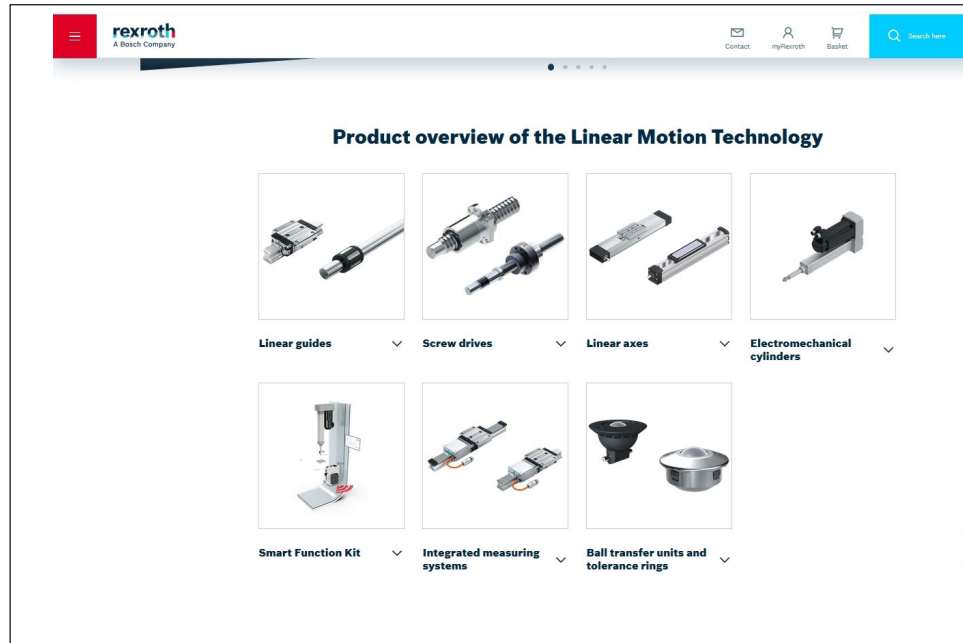 rexroth
A Bosch Company
Contact
myRexroth
Basket
Search here
Product overview of the Linear Motion Technology
Linear guides
Screw drives
Linear axes
Electromechanical
cylinders
Smart Function Kit
Integrated measuring
systems
Ball transfer units and
tolerance rings